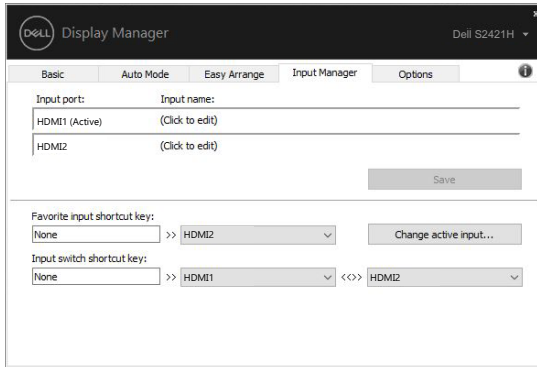 DELL Display Manager
Dell S2421H
Basic Auto Mode Easy Arrange Input Manager Options
Input port: Input name:
HDMI1 (Active) (Click to edit)
HDMI2 (Click to edit)
Save
Favorite input shortcut key:
None >> HDMI2 Change active input...
Input switch shortcut key:
None >> HDMI1 <<>> HDMI2